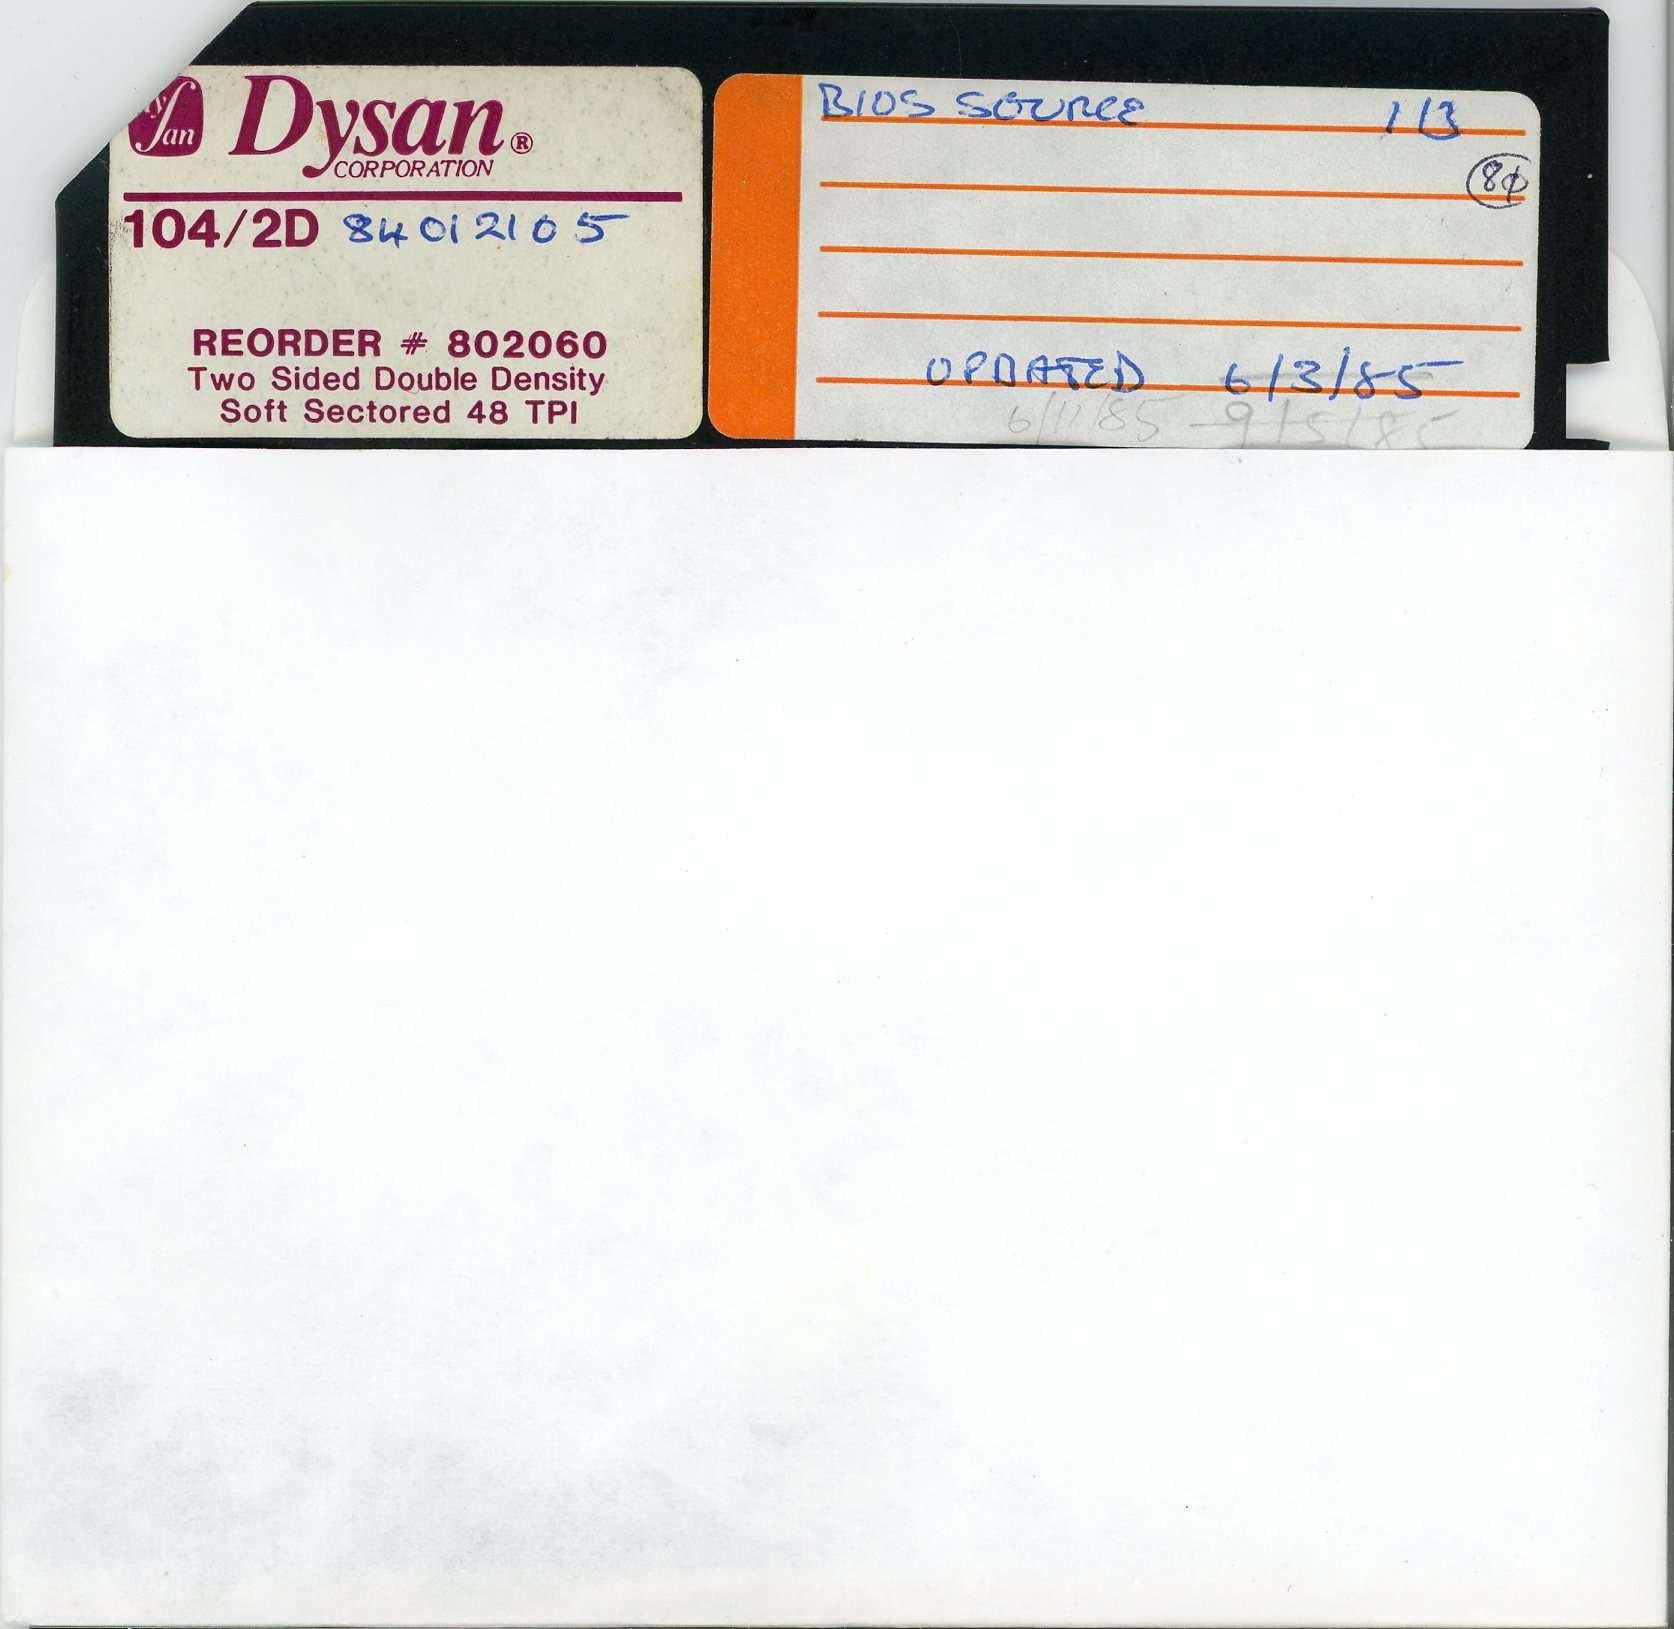 Dysan®
CORPORATION
104/2D 84012105
REORDER # 802060
Two Sided Double Density
Soft Sectored 48 TPI
BIOS SOURCE 1/3
80
UPDATED 6/3/85
6/11/85 9/5/85